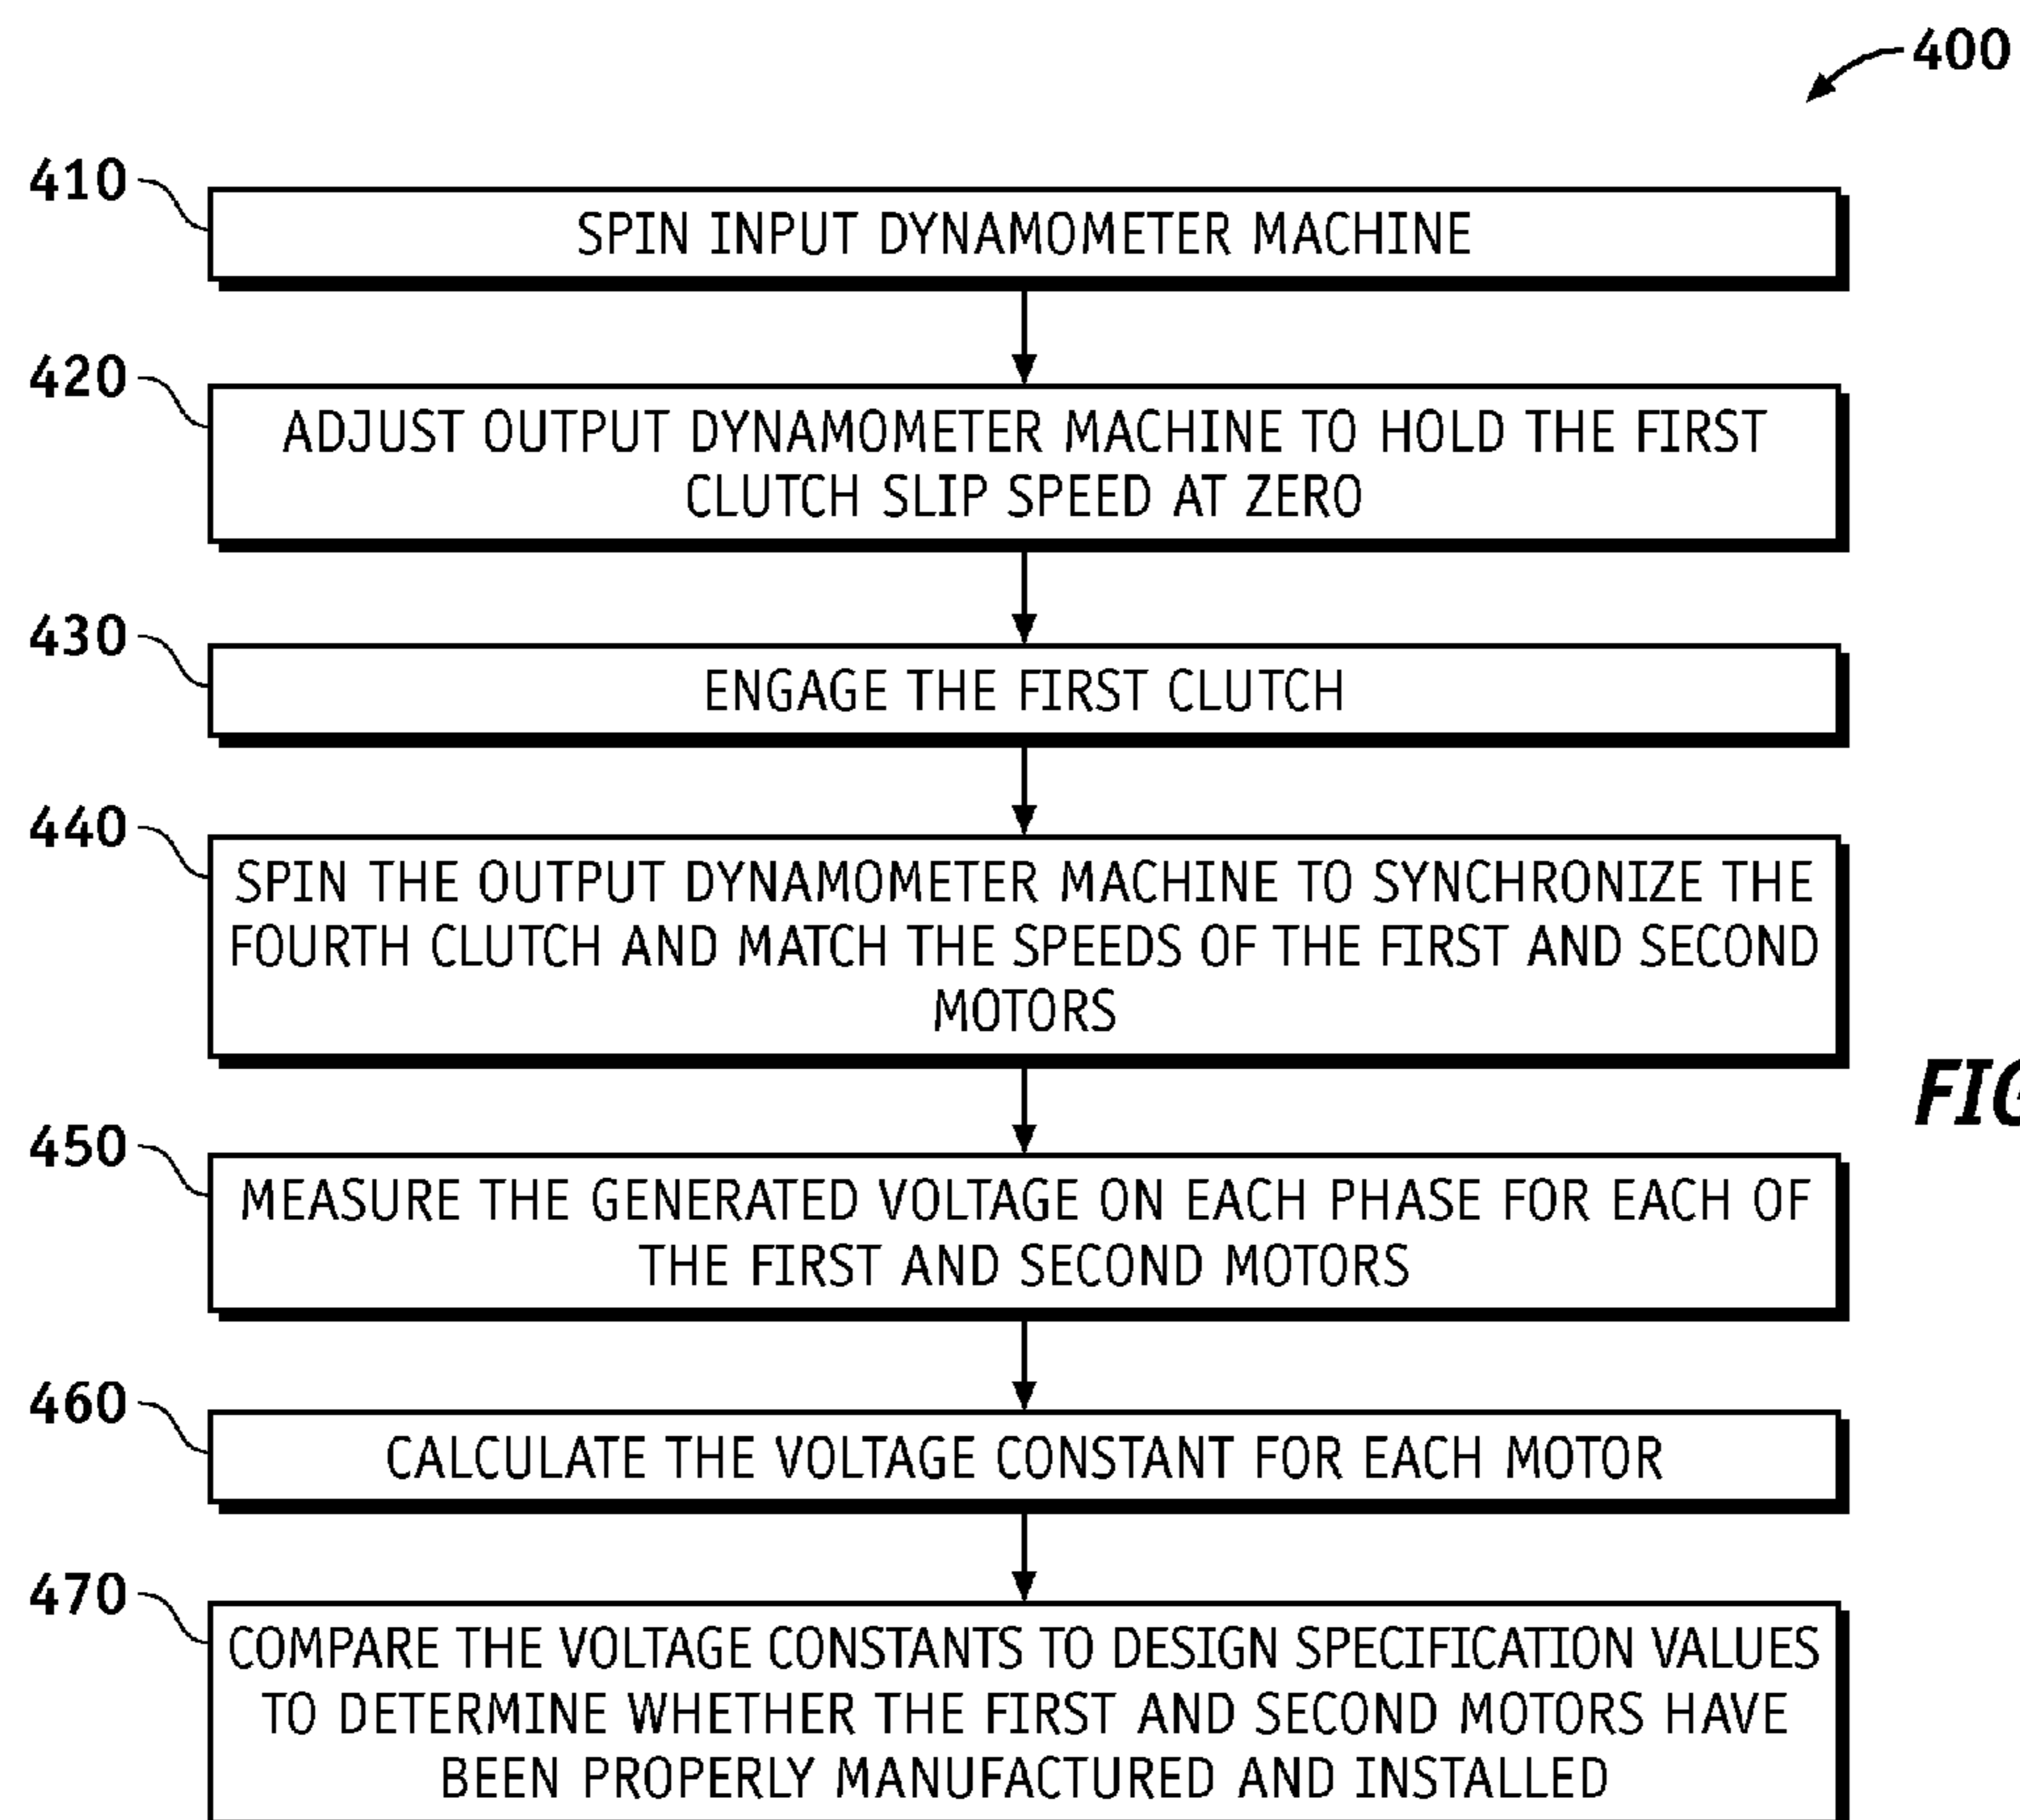 400
410
SPIN INPUT DYNAMOMETER MACHINE
420
ADJUST OUTPUT DYNAMOMETER MACHINE TO HOLD THE FIRST
CLUTCH SLIP SPEED AT ZERO
430
ENGAGE THE FIRST CLUTCH
440
SPIN THE OUTPUT DYNAMOMETER MACHINE TO SYNCHRONIZE THE
FOURTH CLUTCH AND MATCH THE SPEEDS OF THE FIRST AND SECOND
MOTORS
FIG
450
MEASURE THE GENERATED VOLTAGE ON EACH PHASE FOR EACH OF
THE FIRST AND SECOND MOTORS
460
CALCULATE THE VOLTAGE CONSTANT FOR EACH MOTOR
470
COMPARE THE VOLTAGE CONSTANTS TO DESIGN SPECIFICATION VALUES
TO DETERMINE WHETHER THE FIRST AND SECOND MOTORS HAVE
BEEN PROPERLY MANUFACTURED AND INSTALLED